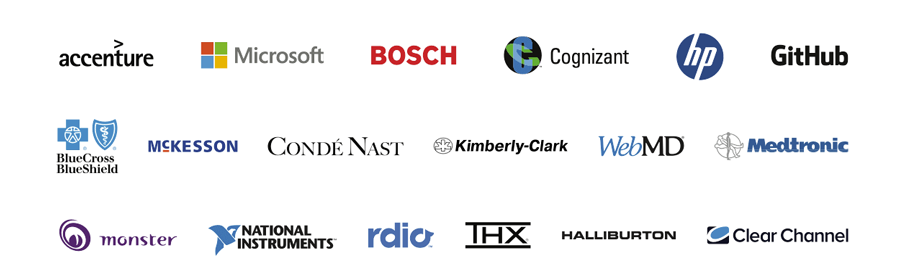 accenture Microsoft BOSCH Cognizant hp GitHub
BlueCross
BlueShield McKESSON CONDÉ NAST Kimberly-Clark WebMD Medtronic
monster NATIONAL
INSTRUMENTS rdio THX HALLIBURTON Clear Channel